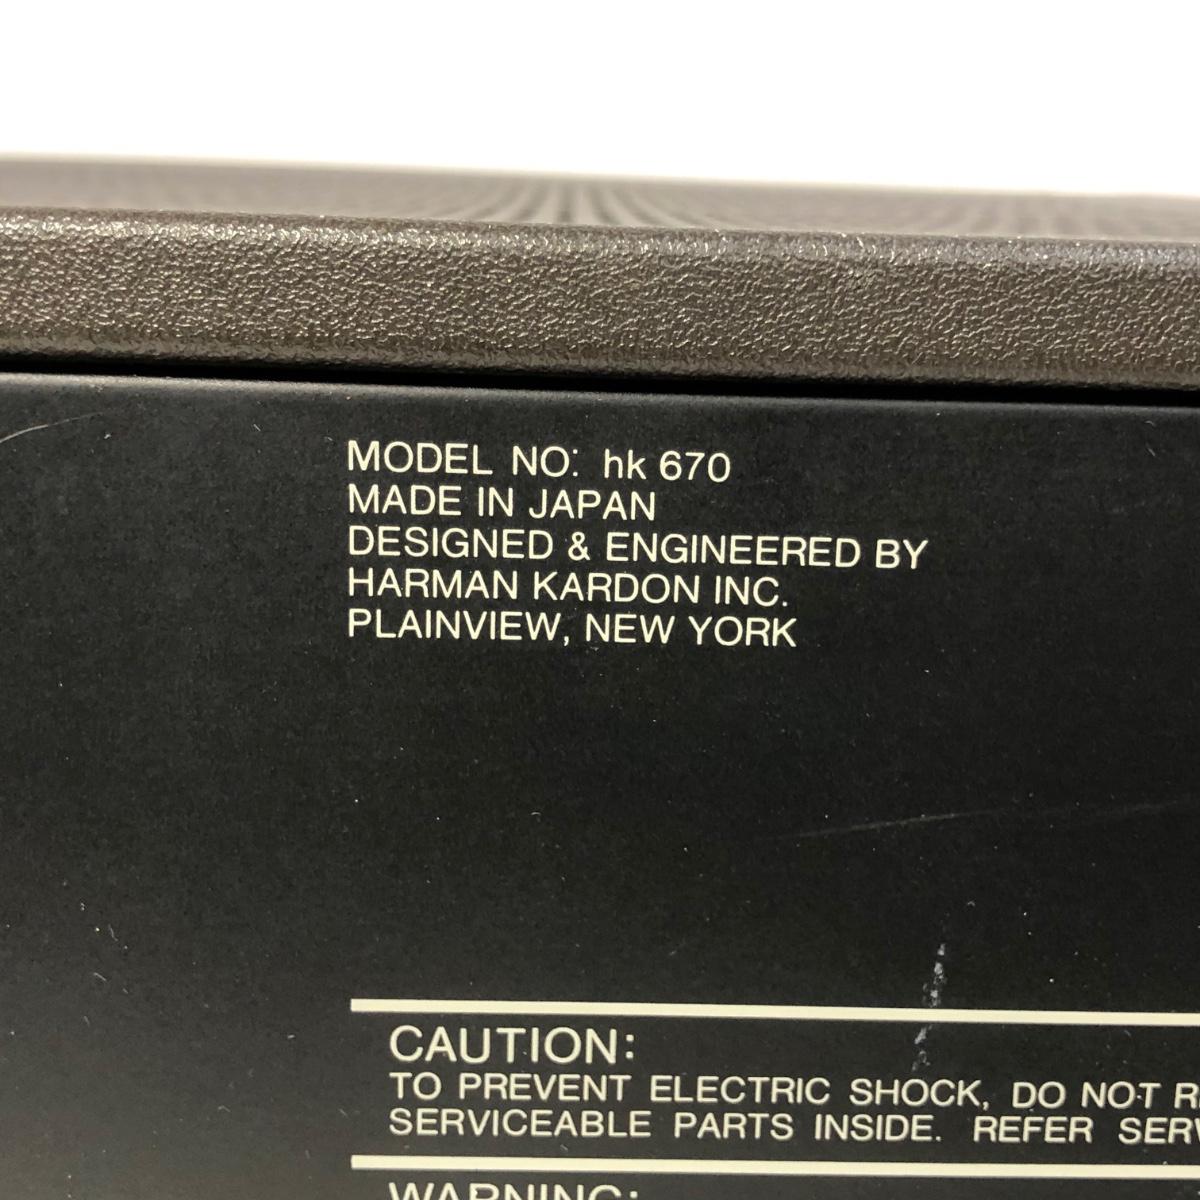 MODEL NO: hk 670
MADE IN JAPAN
DESIGNED & ENGINEERED BY
HARMAN KARDON INC.
PLAINVIEW, NEW YORK
CAUTION:
TO PREVENT ELECTRIC SHOCK, DO NOT
SERVICEABLE PARTS INSIDE. REFER
WARNING: